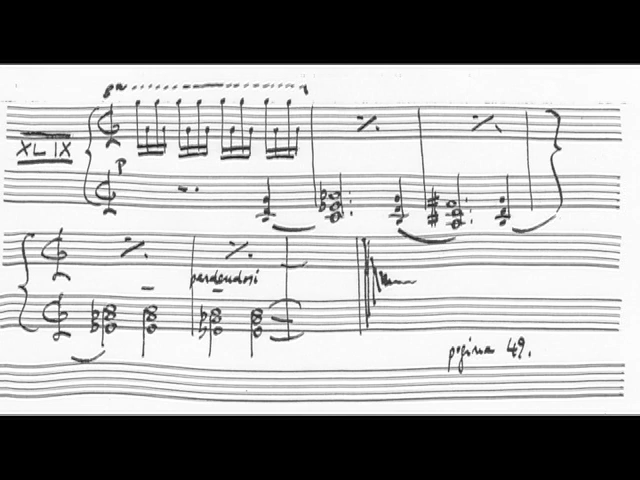 8va
XLIX
p
perdendosi
pagina 49.